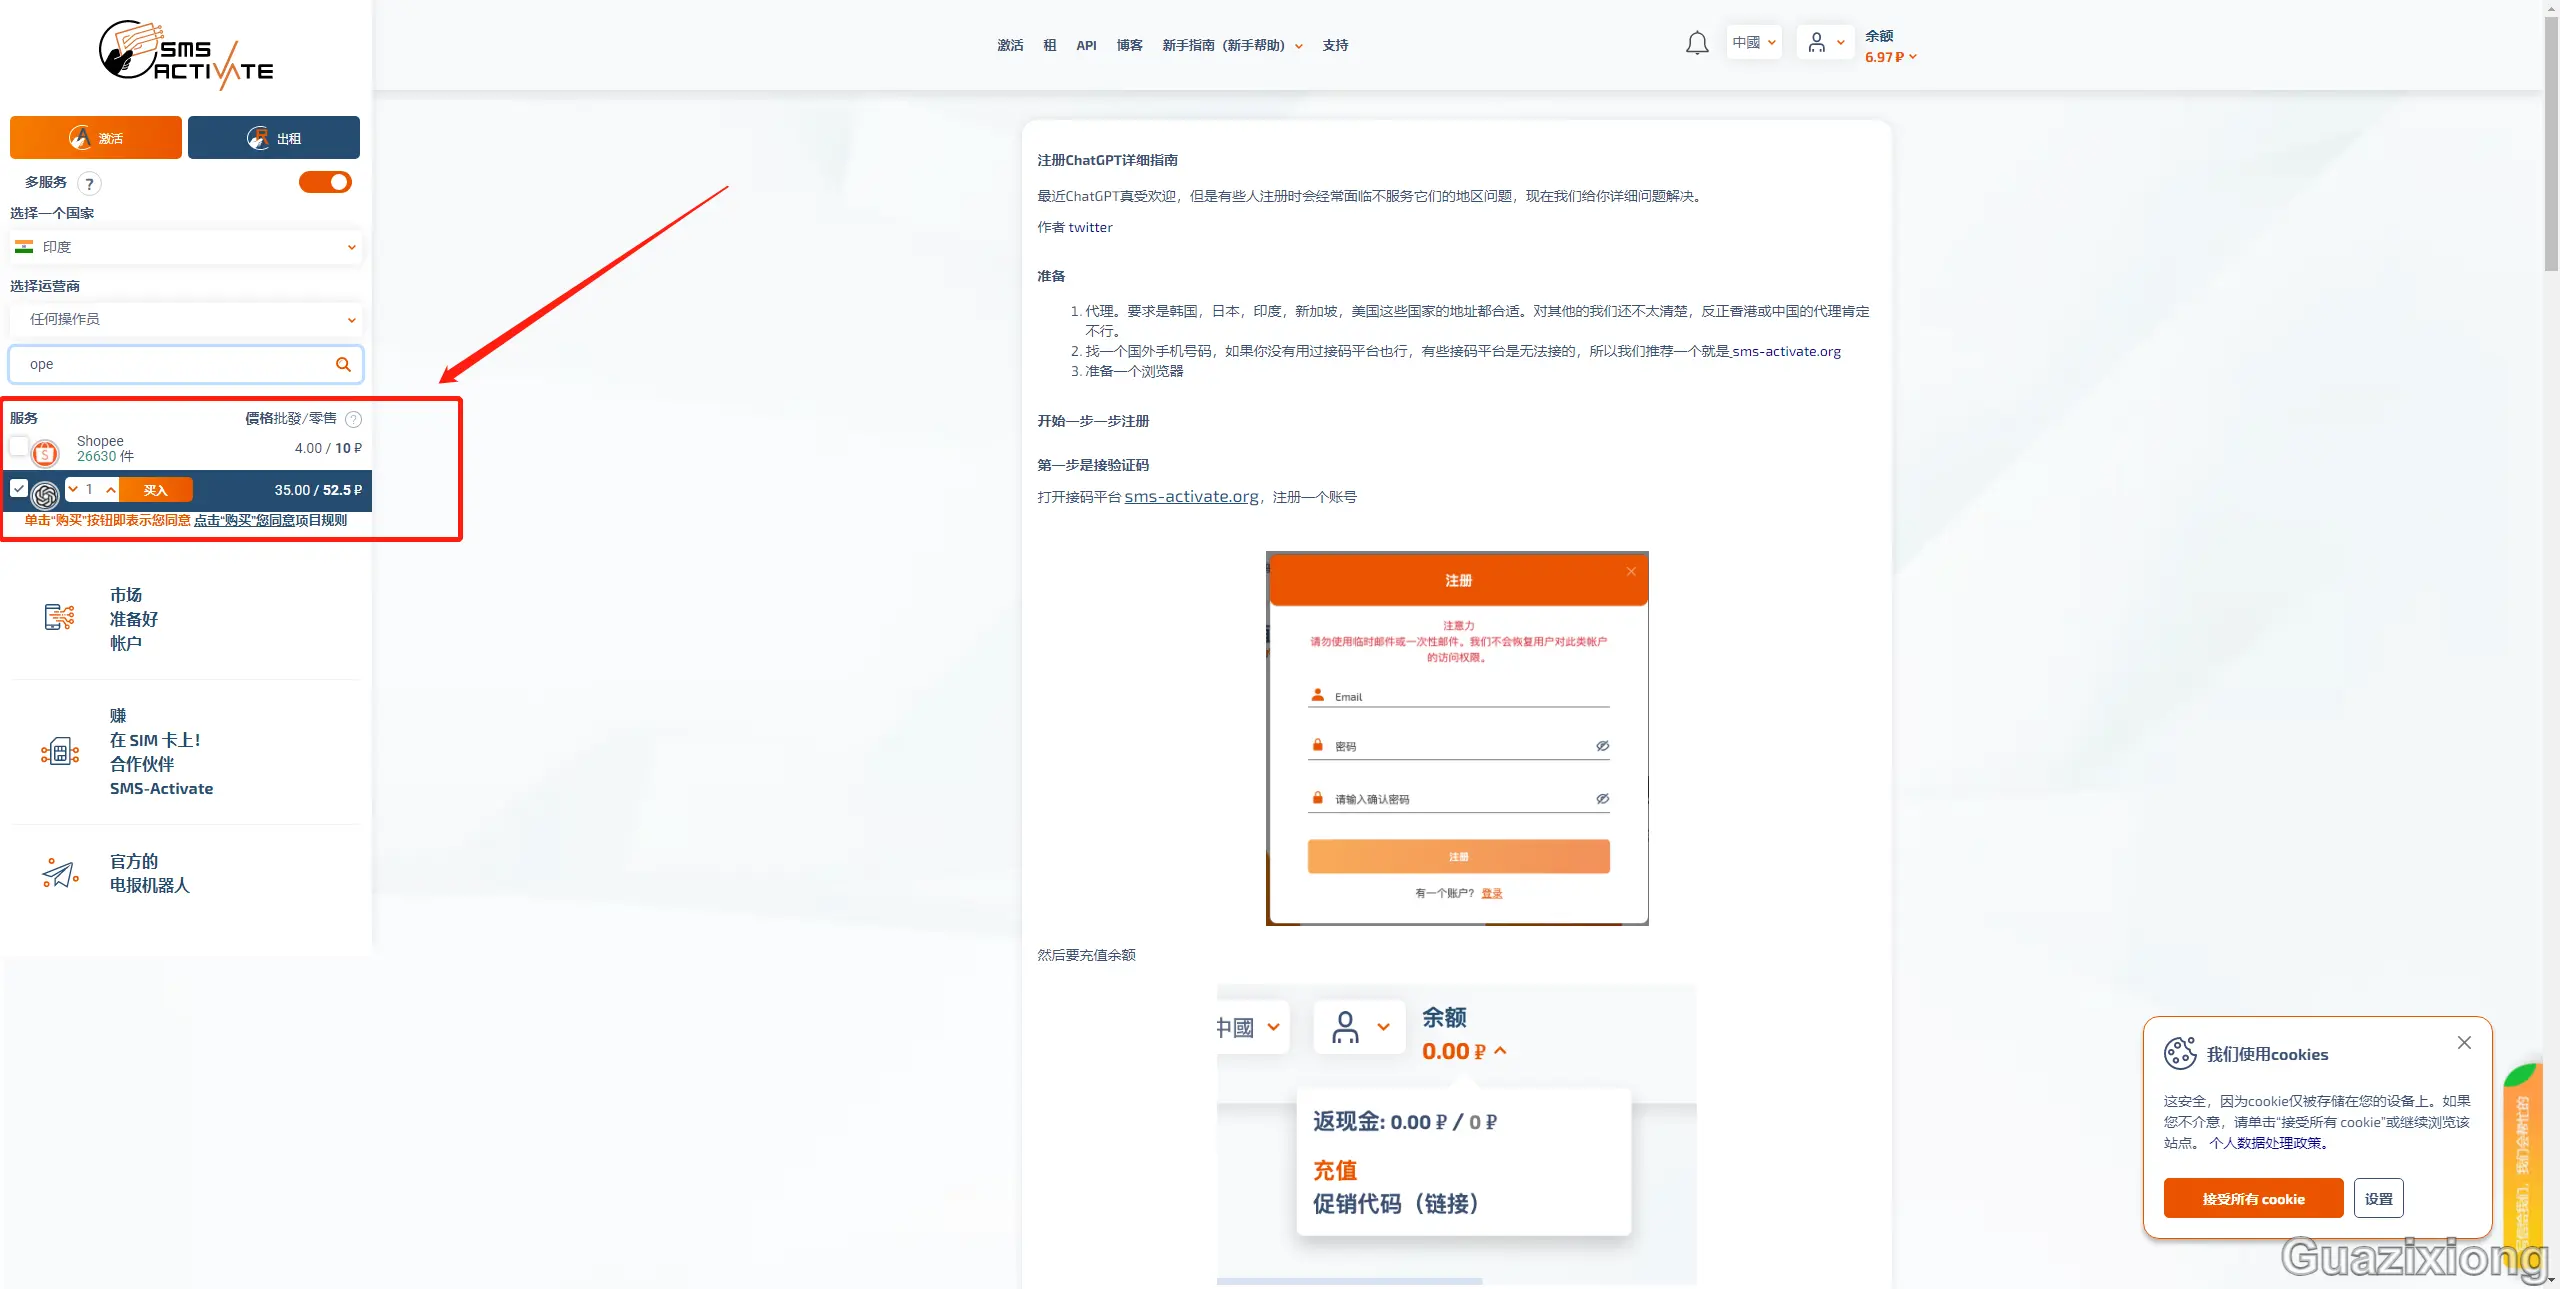 SMS
ACTIVATE
激活 租 API 博客 新手指南（新手帮助） 支持
中國
余额
6.97 ₽
激活
出租
多服务 ?
选择一个国家
印度
选择运营商
任何操作员
ope
服务 價格批發/零售 ?
Shopee
26630 件
4.00 / 10 ₽
1 买入 35.00 / 52.5 ₽
单击“购买”按钮即表示您同意 点击“购买”您同意项目规则
市场
准备好
帐户
赚
在 SIM 卡上！
合作伙伴
SMS-Activate
官方的
电报机器人
注册ChatGPT详细指南
最近ChatGPT真受欢迎，但是有些人注册时会经常面临不服务它们的地区问题，现在我们给你详细问题解决。
作者 twitter
准备
1. 代理。要求是韩国，日本，印度，新加坡，美国这些国家的地址都合适。对其他的我们还不太清楚，反正香港或中国的代理肯定
不行。
2. 找一个国外手机号码，如果你没有用过接码平台也行，有些接码平台是无法接的，所以我们推荐一个就是 sms-activate.org
3. 准备一个浏览器
开始一步一步注册
第一步是接验证码
打开接码平台 sms-activate.org，注册一个账号
注册
注意力
请勿使用临时邮件或一次性邮件。我们不会恢复用户对此类帐户
的访问权限。
Email
密码
请输入确认密码
注册
有一个账户？ 登录
然后要充值余额
中國
余额
0.00 ₽
返现金: 0.00 ₽ / 0 ₽
充值
促销代码（链接）
我们使用cookies
这安全，因为cookie仅被存储在您的设备上。如果
您不介意，请单击“接受所有 cookie”或继续浏览该
站点。 个人数据处理政策。
接受所有 cookie
设置
Guazixiong